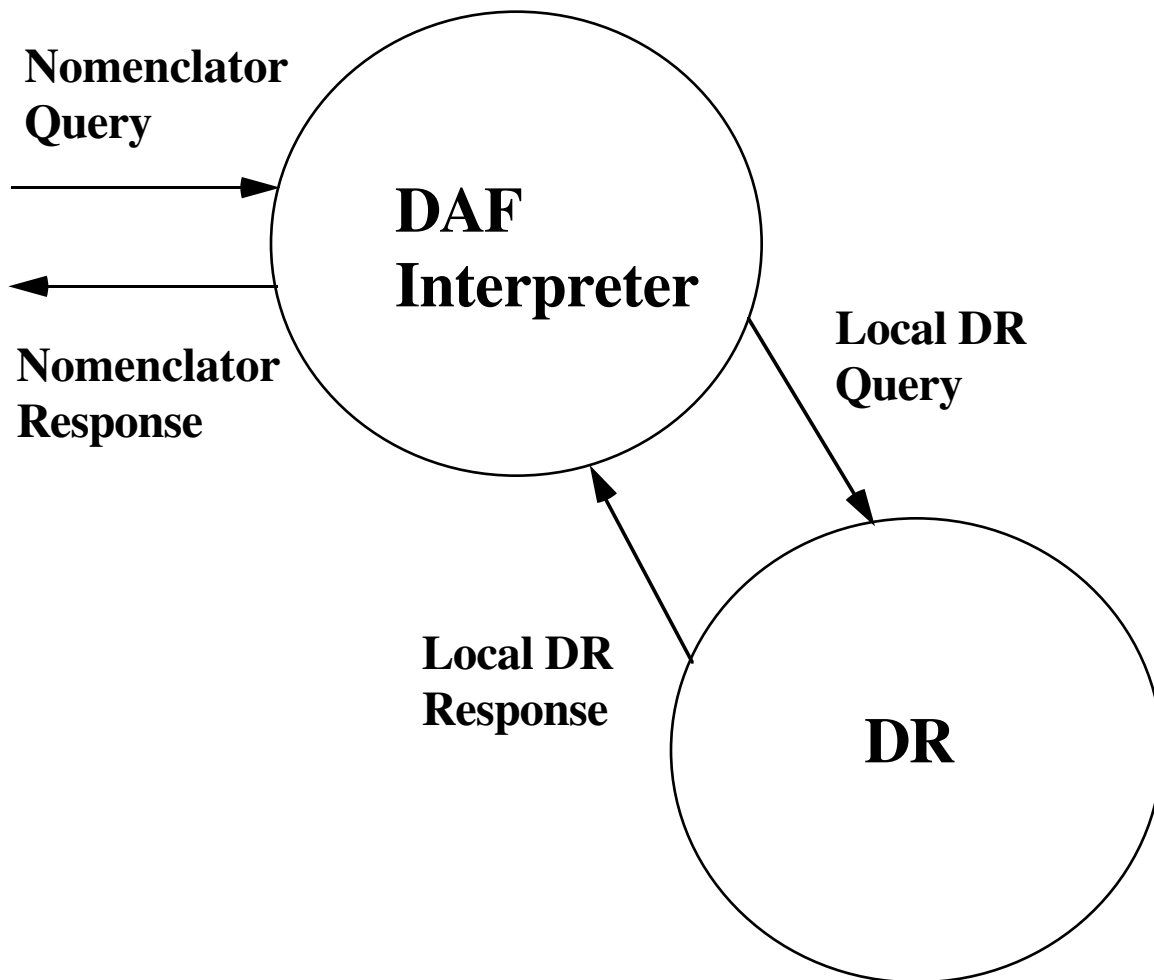 Nomenclator
Query
DAF
Interpreter
Nomenclator
Response
Local DR
Query
Local DR
Response
DR